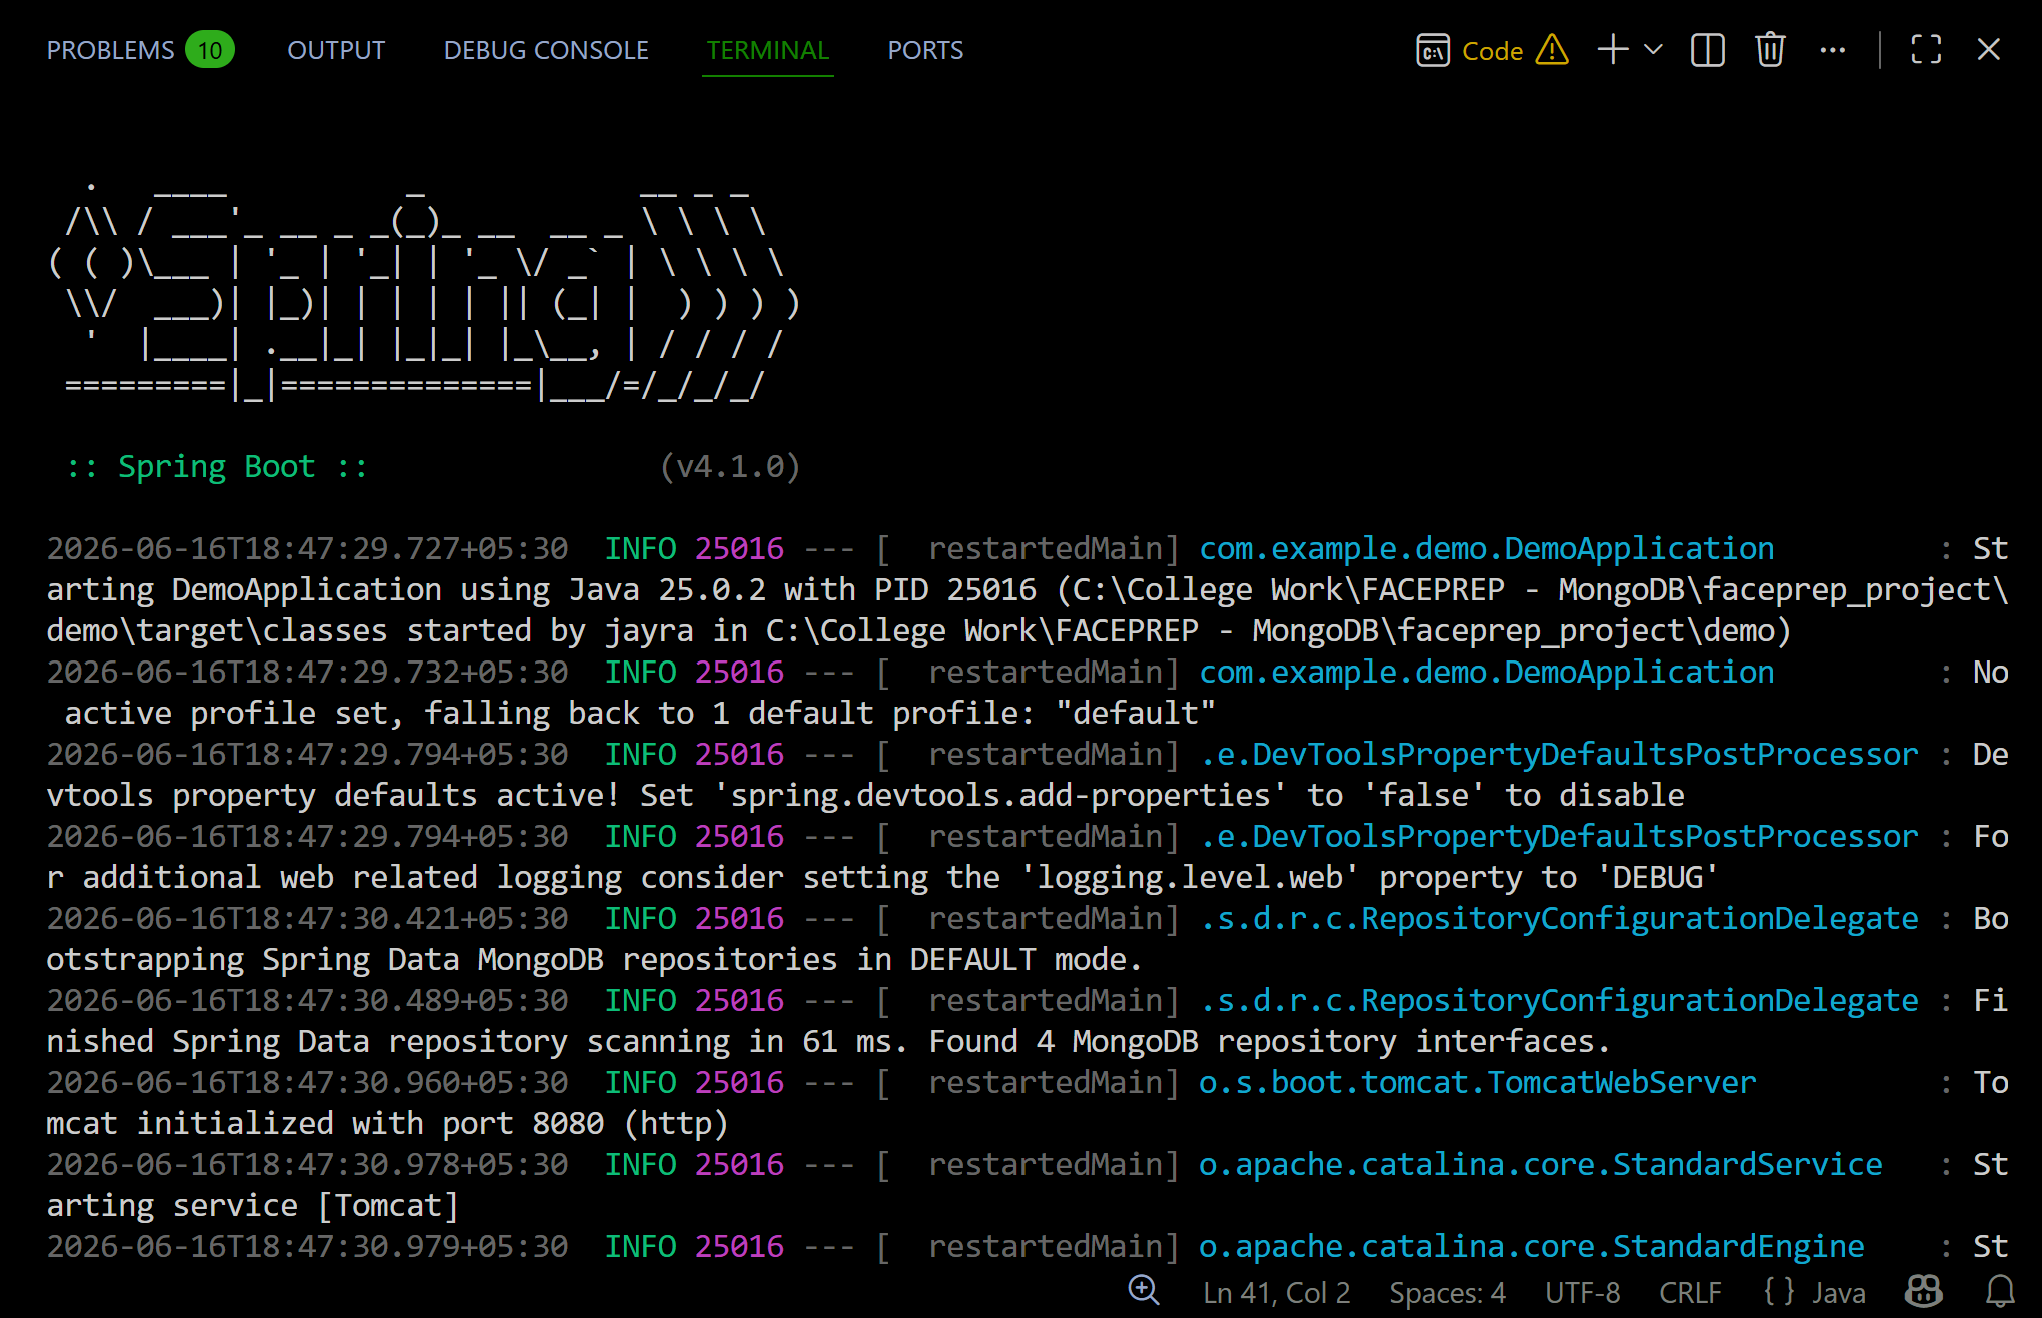 PROBLEMS 10 OUTPUT DEBUG CONSOLE TERMINAL PORTS Code
  .   ____          _            __ _ _
 /\\ / ___'_ __ _ _(_)_ __  __ _ \ \ \ \
( ( )\___ | '_ | '_| | '_ \/ _` | \ \ \ \
 \\/  ___)| |_)| | | | | || (_| |  ) ) ) )
  '  |____| .__|_| |_|_| |_\__, | / / / /
 =========|_|==============|___/=/_/_/_/
 :: Spring Boot ::                (v4.1.0)
2026-06-16T18:47:29.727+05:30  INFO 25016 --- [  restartedMain] com.example.demo.DemoApplication         : St
arting DemoApplication using Java 25.0.2 with PID 25016 (C:\College Work\FACEPREP - MongoDB\faceprep_project\
demo\target\classes started by jayra in C:\College Work\FACEPREP - MongoDB\faceprep_project\demo)
2026-06-16T18:47:29.732+05:30  INFO 25016 --- [  restartedMain] com.example.demo.DemoApplication         : No
 active profile set, falling back to 1 default profile: "default"
2026-06-16T18:47:29.794+05:30  INFO 25016 --- [  restartedMain] .e.DevToolsPropertyDefaultsPostProcessor : De
vtools property defaults active! Set 'spring.devtools.add-properties' to 'false' to disable
2026-06-16T18:47:29.794+05:30  INFO 25016 --- [  restartedMain] .e.DevToolsPropertyDefaultsPostProcessor : Fo
r additional web related logging consider setting the 'logging.level.web' property to 'DEBUG'
2026-06-16T18:47:30.421+05:30  INFO 25016 --- [  restartedMain] .s.d.r.c.RepositoryConfigurationDelegate : Bo
otstrapping Spring Data MongoDB repositories in DEFAULT mode.
2026-06-16T18:47:30.489+05:30  INFO 25016 --- [  restartedMain] .s.d.r.c.RepositoryConfigurationDelegate : Fi
nished Spring Data repository scanning in 61 ms. Found 4 MongoDB repository interfaces.
2026-06-16T18:47:30.960+05:30  INFO 25016 --- [  restartedMain] o.s.boot.tomcat.TomcatWebServer          : To
mcat initialized with port 8080 (http)
2026-06-16T18:47:30.978+05:30  INFO 25016 --- [  restartedMain] o.apache.catalina.core.StandardService   : St
arting service [Tomcat]
2026-06-16T18:47:30.979+05:30  INFO 25016 --- [  restartedMain] o.apache.catalina.core.StandardEngine    : St
Ln 41, Col 2 Spaces: 4 UTF-8 CRLF { } Java